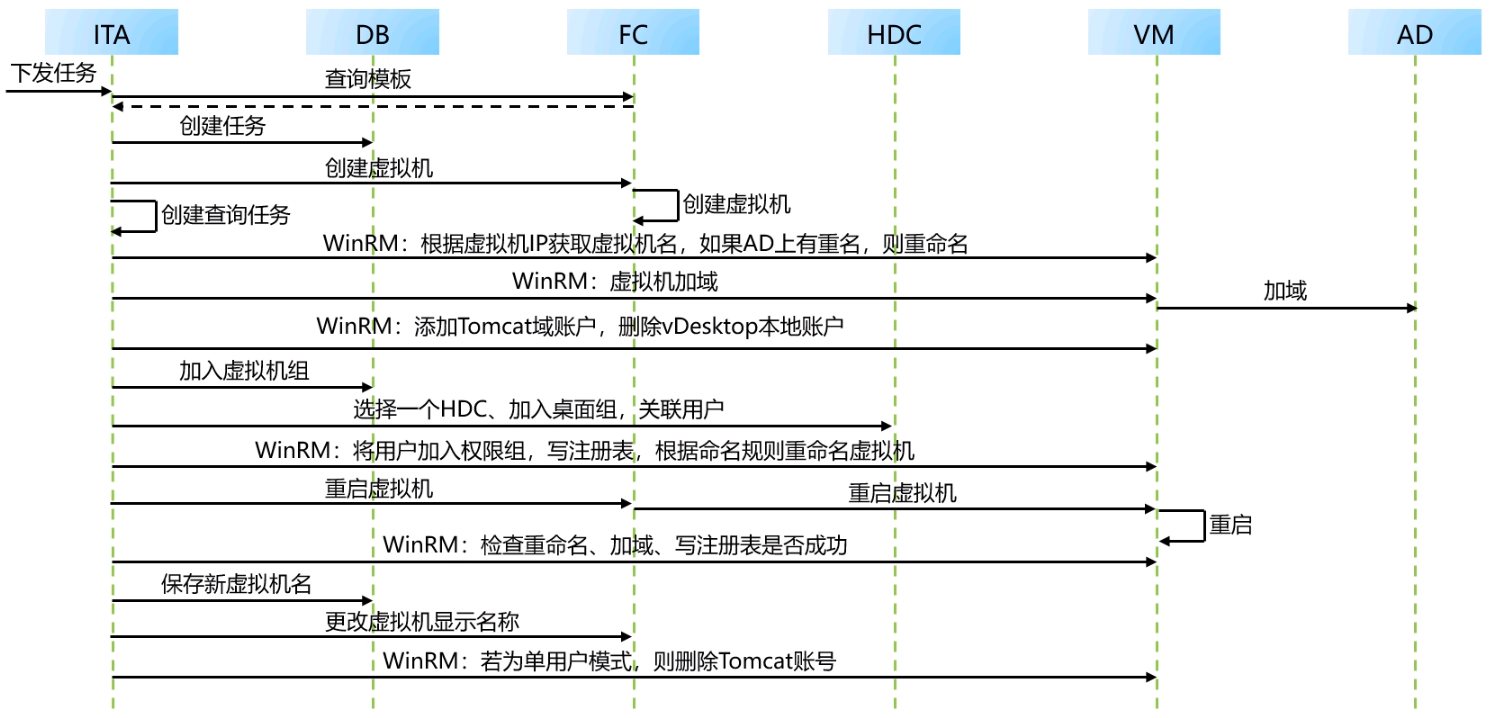 ITA
DB
FC
HDC
VM
AD
下发任务
查询模板
创建任务
创建虚拟机
创建虚拟机
创建查询任务
WinRM：根据虚拟机IP获取虚拟机名，如果AD上有重名，则重命名
WinRM：虚拟机加域
加域
WinRM：添加Tomcat域账户，删除vDesktop本地账户
加入虚拟机组
选择一个HDC、加入桌面组，关联用户
WinRM：将用户加入权限组，写注册表，根据命名规则重命名虚拟机
重启虚拟机
重启虚拟机
重启
WinRM：检查重命名、加域、写注册表是否成功
保存新虚拟机名
更改虚拟机显示名称
WinRM：若为单用户模式，则删除Tomcat账号